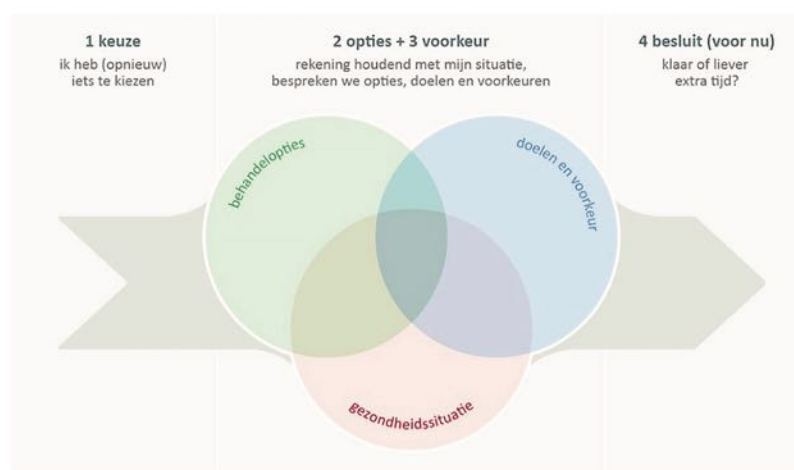 1 keuze
ik heb (opnieuw)
iets te kiezen
2 opties + 3 voorkeur
rekening houdend met mijn situatie,
bespreken we opties, doelen en voorkeuren
4 besluit (voor nu)
klaar of liever
extra tijd?
behandelopties
doelen en voorkeur
gezondheidssituatie